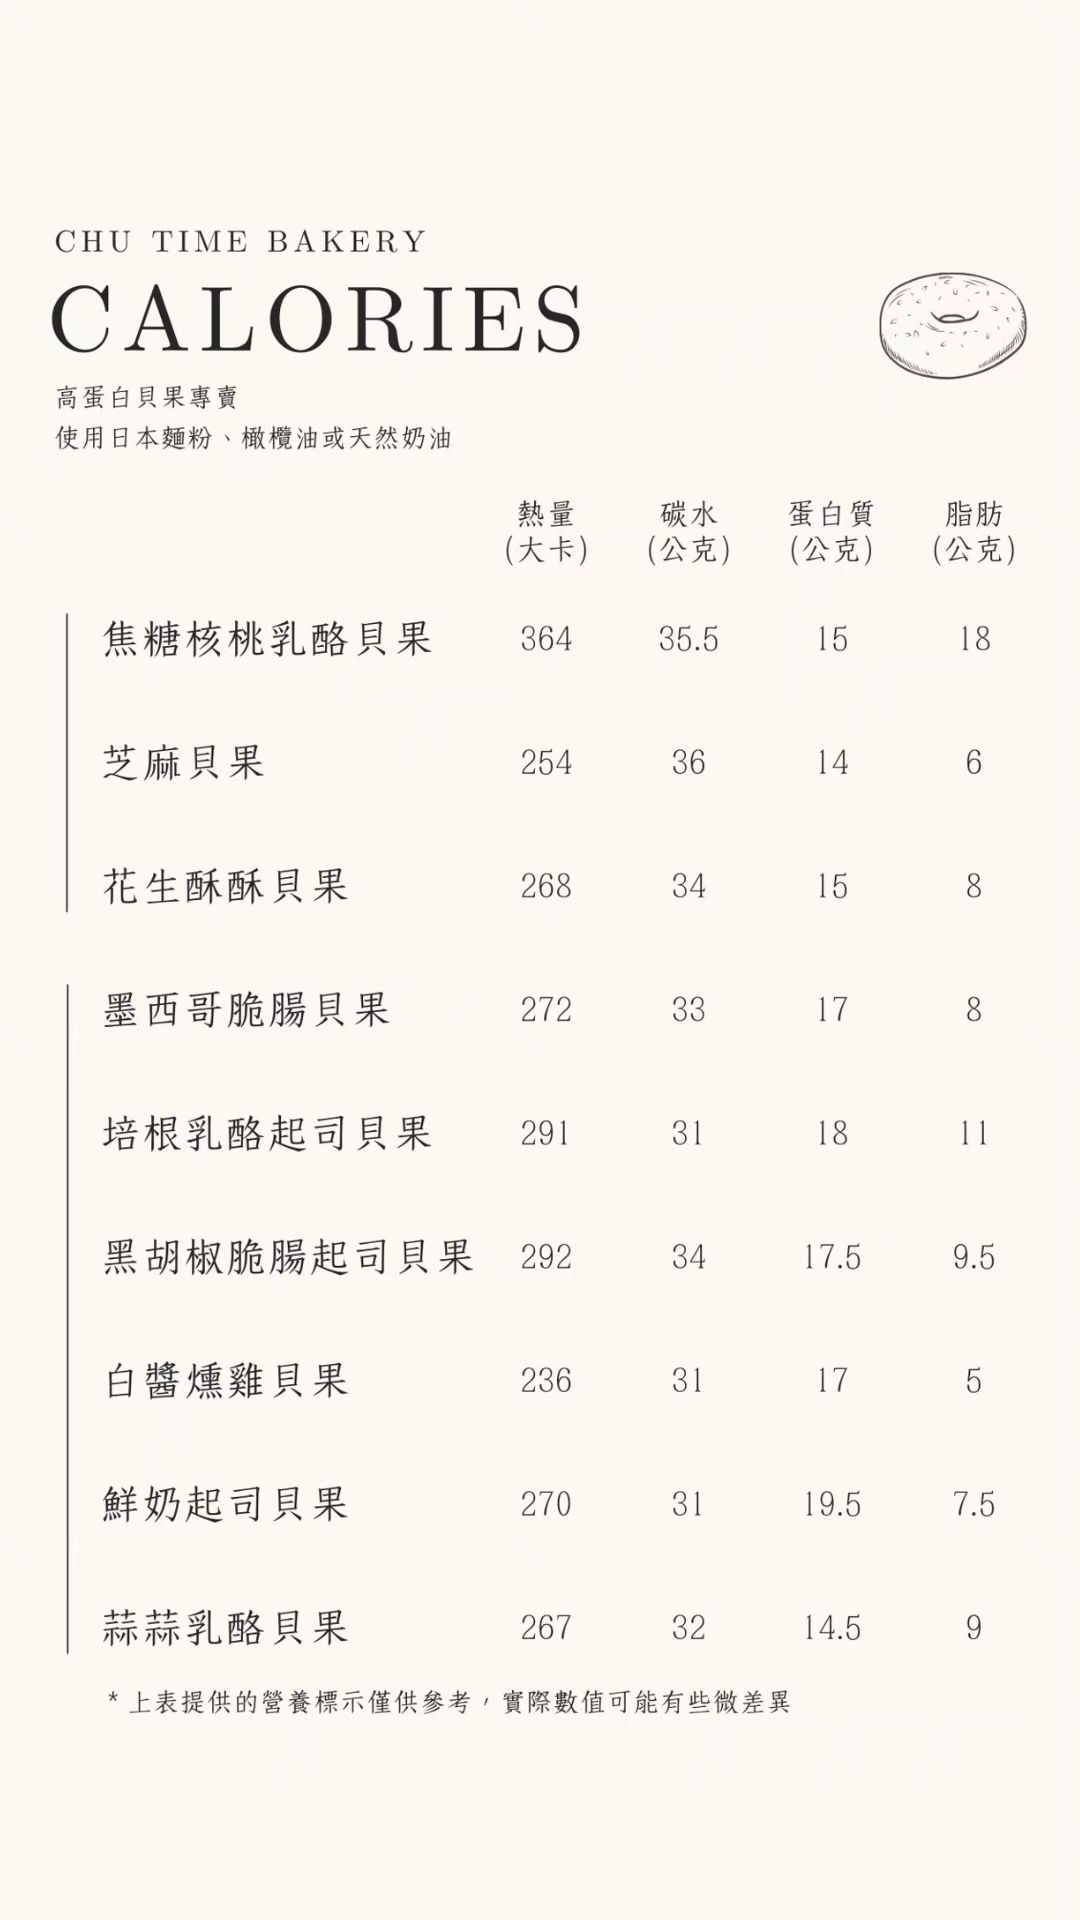 CHU TIME BAKERY
CALORIES
高蛋白貝果專賣
使用日本麵粉、橄欖油或天然奶油
熱量 碳水 蛋白質 脂肪
(大卡) (公克) (公克) (公克)
焦糖核桃乳酪貝果 364 35.5 15 18
芝麻貝果 254 36 14 6
花生酥酥貝果 268 34 15 8
墨西哥脆腸貝果 272 33 17 8
培根乳酪起司貝果 291 31 18 11
黑胡椒脆腸起司貝果 292 34 17.5 9.5
白醬燻雞貝果 236 31 17 5
鮮奶起司貝果 270 31 19.5 7.5
蒜蒜乳酪貝果 267 32 14.5 9
* 上表提供的營養標示僅供參考，實際數值可能有些微差異